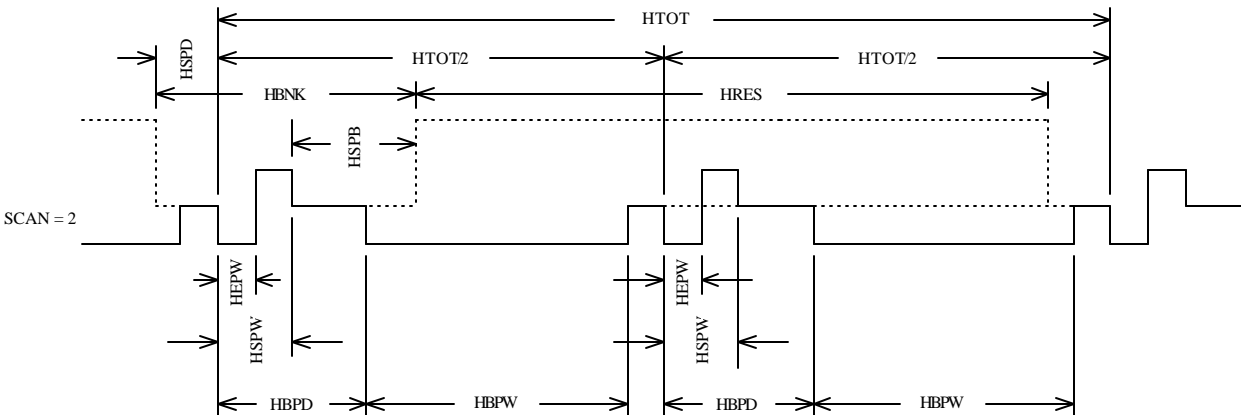 HTOT
HSPD
HTOT/2
HTOT/2
HBNK
HRES
HSPB
SCAN = 2
HEPW
HEPW
HSPW
HSPW
HBPD
HBPW
HBPD
HBPW